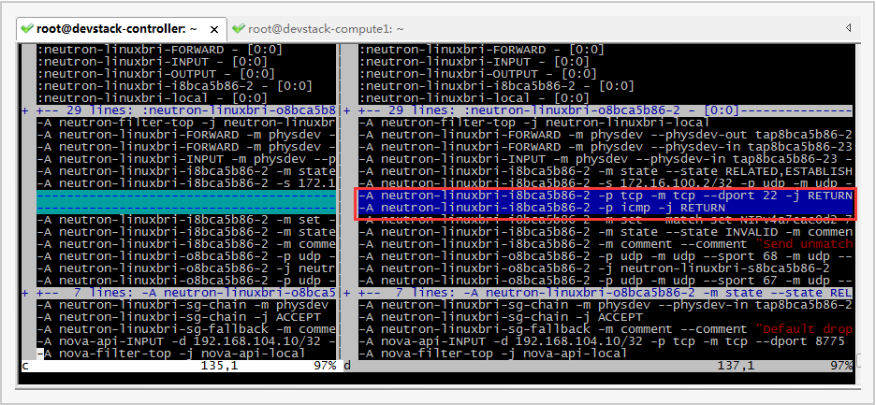 root@devstack-controller: ~ x
root@devstack-compute1: ~
:neutron-linuxbri-FORWARD - [0:0]
:neutron-linuxbri-INPUT - [0:0]
:neutron-linuxbri-OUTPUT - [0:0]
:neutron-linuxbri-i8bca5b86-2 - [0:0]
:neutron-linuxbri-local - [0:0]
+ +-- 29 lines: :neutron-linuxbri-o8bca5b8
-A neutron-filter-top -j neutron-linuxbr
-A neutron-linuxbri-FORWARD -m physdev -
-A neutron-linuxbri-FORWARD -m physdev -
-A neutron-linuxbri-INPUT -m physdev --p
-A neutron-linuxbri-i8bca5b86-2 -m state
-A neutron-linuxbri-i8bca5b86-2 -s 172.1
-A neutron-linuxbri-i8bca5b86-2 -m set -
-A neutron-linuxbri-i8bca5b86-2 -m state
-A neutron-linuxbri-i8bca5b86-2 -m comme
-A neutron-linuxbri-o8bca5b86-2 -p udp -
-A neutron-linuxbri-o8bca5b86-2 -j neutr
-A neutron-linuxbri-o8bca5b86-2 -p udp -
+ +-- 7 lines: -A neutron-linuxbri-o8bca5
-A neutron-linuxbri-sg-chain -m physdev
-A neutron-linuxbri-sg-chain -j ACCEPT
-A neutron-linuxbri-sg-fallback -m comme
-A nova-api-INPUT -d 192.168.104.10/32 -
-A nova-filter-top -j nova-api-local
c 135,1 97%
:neutron-linuxbri-FORWARD - [0:0]
:neutron-linuxbri-INPUT - [0:0]
:neutron-linuxbri-OUTPUT - [0:0]
:neutron-linuxbri-i8bca5b86-2 - [0:0]
:neutron-linuxbri-local - [0:0]
+ +-- 29 lines: :neutron-linuxbri-o8bca5b86-2 - [0:0]---------------
-A neutron-filter-top -j neutron-linuxbri-local
-A neutron-linuxbri-FORWARD -m physdev --physdev-out tap8bca5b86-2
-A neutron-linuxbri-FORWARD -m physdev --physdev-in tap8bca5b86-23
-A neutron-linuxbri-INPUT -m physdev --physdev-in tap8bca5b86-23 -
-A neutron-linuxbri-i8bca5b86-2 -m state --state RELATED,ESTABLISH
-A neutron-linuxbri-i8bca5b86-2 -s 172.16.100.2/32 -p udp -m udp -
-A neutron-linuxbri-i8bca5b86-2 -p tcp -m tcp --dport 22 -j RETURN
-A neutron-linuxbri-i8bca5b86-2 -p icmp -j RETURN
-A neutron-linuxbri-i8bca5b86-2 -m set --match-set NIPv4a7cac0d2-7
-A neutron-linuxbri-i8bca5b86-2 -m state --state INVALID -m commen
-A neutron-linuxbri-i8bca5b86-2 -m comment --comment "Send unmatch
-A neutron-linuxbri-o8bca5b86-2 -p udp -m udp --sport 68 -m udp --
-A neutron-linuxbri-o8bca5b86-2 -j neutron-linuxbri-s8bca5b86-2
-A neutron-linuxbri-o8bca5b86-2 -p udp -m udp --sport 67 -m udp --
+ +-- 7 lines: -A neutron-linuxbri-o8bca5b86-2 -m state --state REL
-A neutron-linuxbri-sg-chain -m physdev --physdev-in tap8bca5b86-2
-A neutron-linuxbri-sg-chain -j ACCEPT
-A neutron-linuxbri-sg-fallback -m comment --comment "Default drop
-A nova-api-INPUT -d 192.168.104.10/32 -p tcp -m tcp --dport 8775
-A nova-filter-top -j nova-api-local
d 137,1 97%